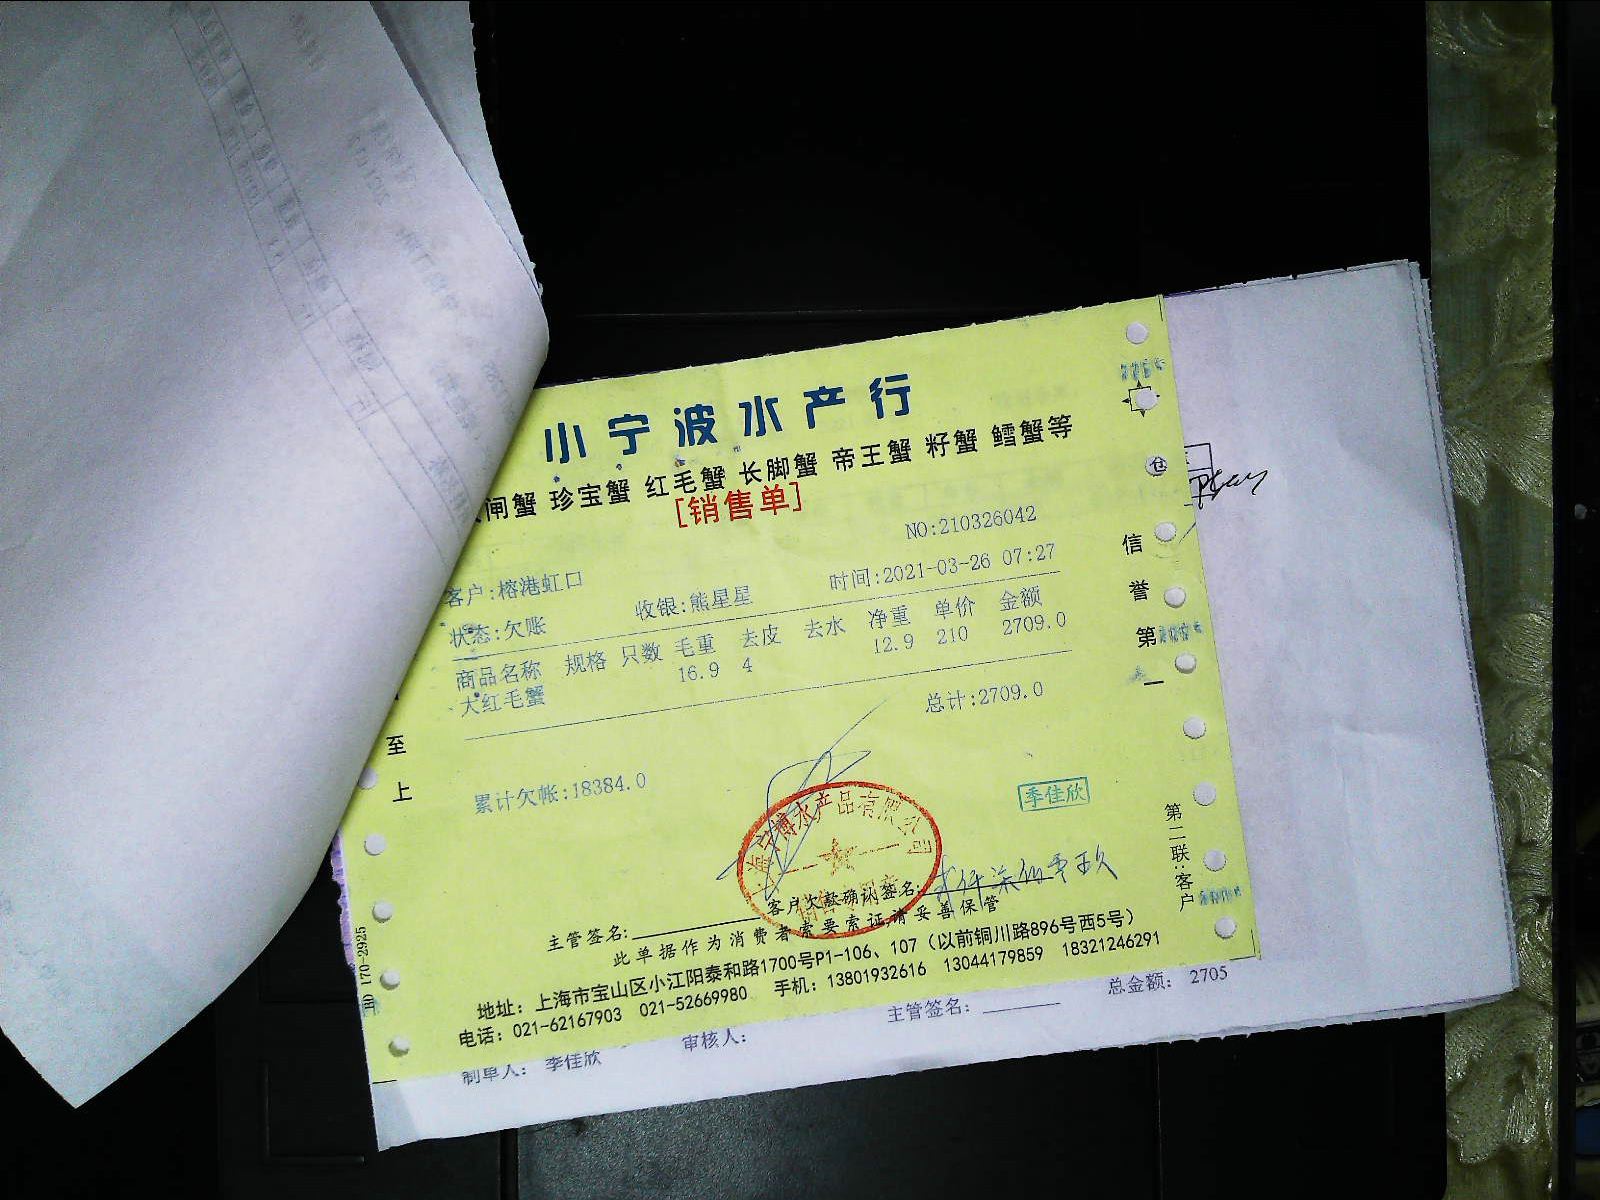 小宁波水产行
闸蟹 珍宝蟹 红毛蟹 长脚蟹 帝王蟹 籽蟹 鳕蟹等
[销售单]
NO:210326042
客户:榕港虹口
收银:熊星星
时间:2021-03-26 07:27
状态:欠账
商品名称 规格 只数 毛重 去皮 去水 净重 单价 金额
大红毛蟹 16.9 4 12.9 210 2709.0
总计:2709.0
累计欠帐:18384.0
季佳欣
客户欠款确认签名:
主管签名:
此单据作为消费者索要索证,请妥善保管
地址：上海市宝山区小江阳泰和路1700号P1-106、107（以前铜川路896号西5号）
电话：021-62167903 021-52669980 手机：13801932616 13044179859 18321246291
至
上
仓
信
誉
第
一
第二联:客户
170-2925
制单人： 李佳欣
审核人：
主管签名：
总金额： 2705